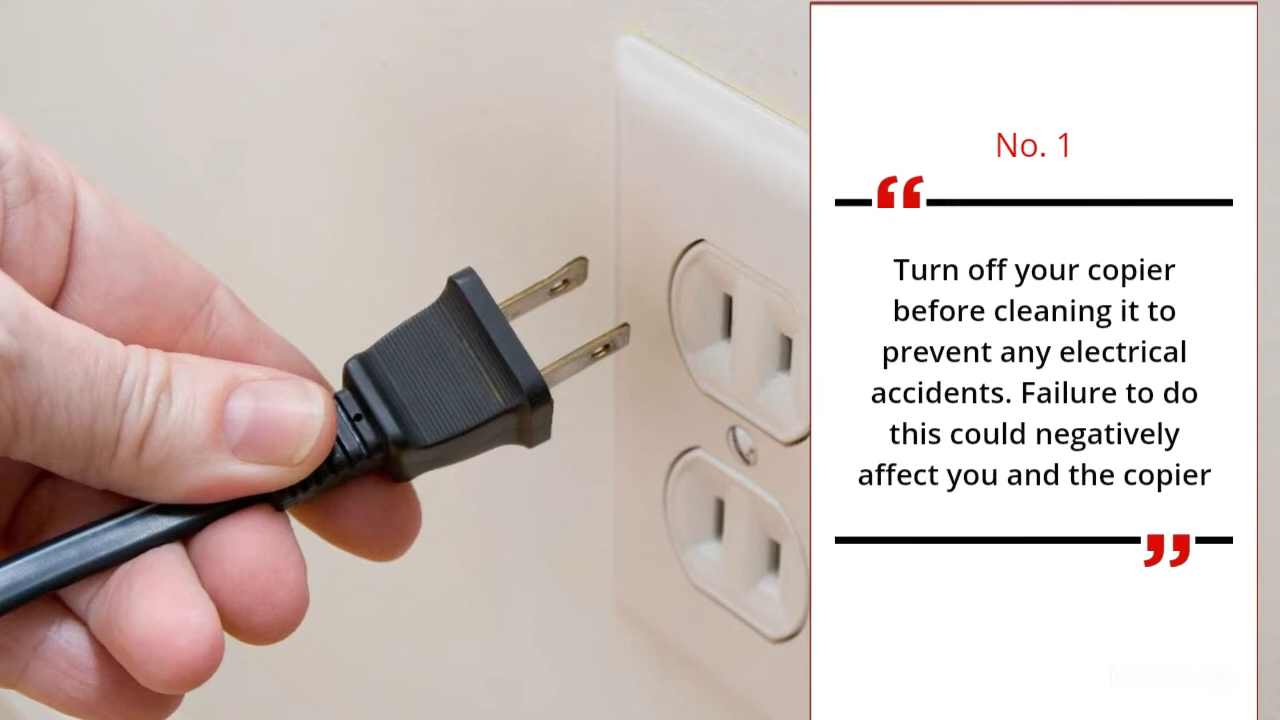 No. 1
“
Turn off your copier
before cleaning it to
prevent any electrical
accidents. Failure to do
this could negatively
affect you and the copier
”